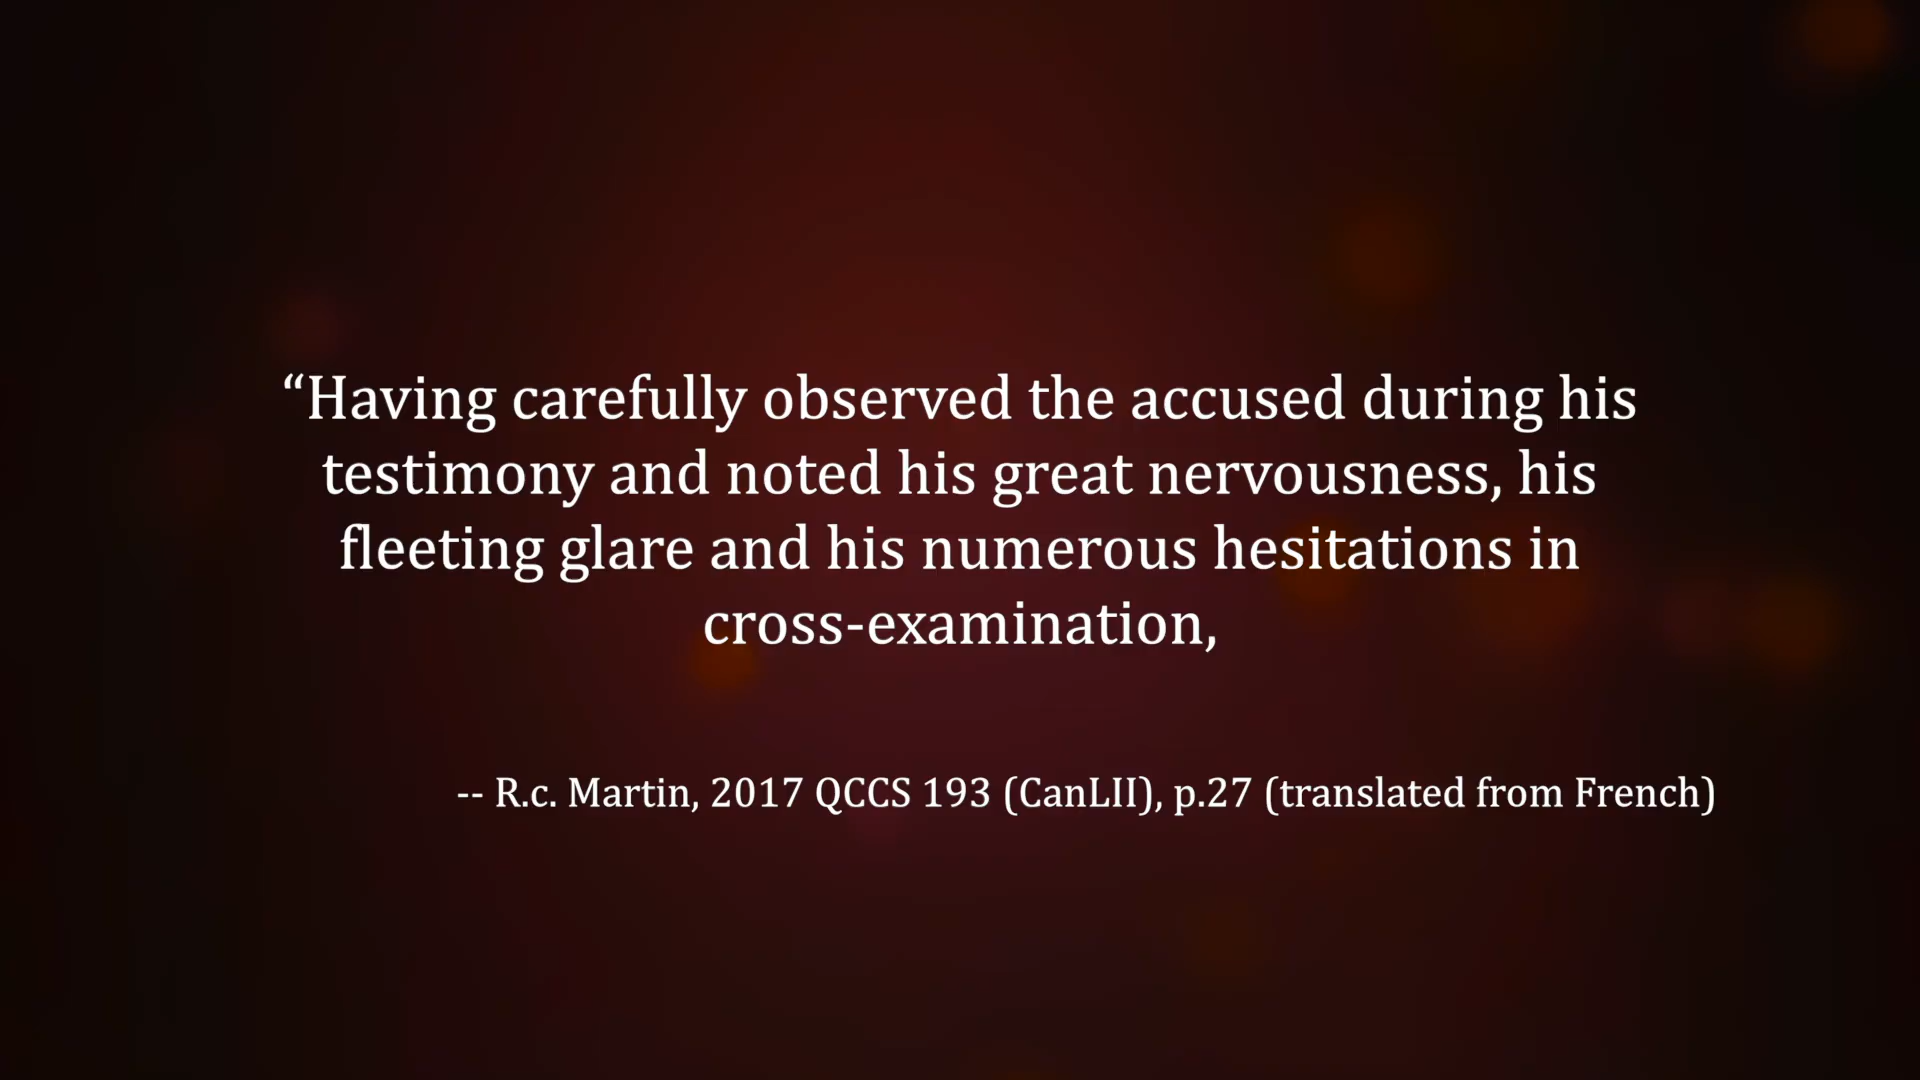 “Having carefully observed the accused during his
testimony and noted his great nervousness, his
fleeting glare and his numerous hesitations in
cross-examination,
-- R.c. Martin, 2017 QCCS 193 (CanLII), p.27 (translated from French)